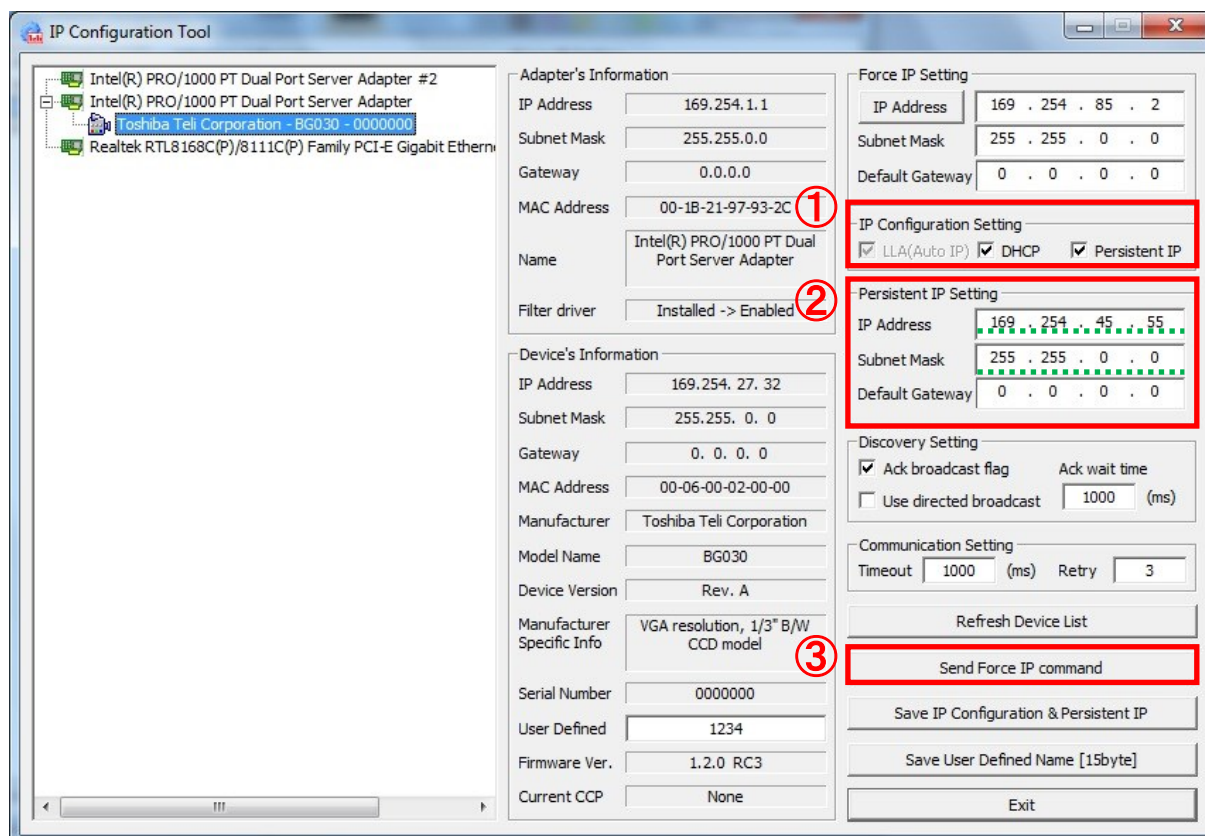 IP Configuration Tool
Intel(R) PRO/1000 PT Dual Port Server Adapter #2
Intel(R) PRO/1000 PT Dual Port Server Adapter
Toshiba Teli Corporation - BG030 - 0000000
Realtek RTL8168C(P)/8111C(P) Family PCI-E Gigabit Ethern
Adapter's Information
IP Address 169.254.1.1
Subnet Mask 255.255.0.0
Gateway 0.0.0.0
MAC Address 00-1B-21-97-93-2C
Name Intel(R) PRO/1000 PT Dual
Port Server Adapter
Filter driver Installed -> Enabled
Device's Information
IP Address 169.254. 27. 32
Subnet Mask 255.255. 0. 0
Gateway 0. 0. 0. 0
MAC Address 00-06-00-02-00-00
Manufacturer Toshiba Teli Corporation
Model Name BG030
Device Version Rev. A
Manufacturer VGA resolution, 1/3" B/W
Specific Info CCD model
Serial Number 0000000
User Defined 1234
Firmware Ver. 1.2.0 RC3
Current CCP None
Force IP Setting
IP Address 169 . 254 . 85 . 2
Subnet Mask 255 . 255 . 0 . 0
Default Gateway 0 . 0 . 0 . 0
①
IP Configuration Setting
LLA(Auto IP) DHCP Persistent IP
②
Persistent IP Setting
IP Address 169 . 254 . 45 . 55
Subnet Mask 255 . 255 . 0 . 0
Default Gateway 0 . 0 . 0 . 0
Discovery Setting
Ack broadcast flag Ack wait time
Use directed broadcast 1000 (ms)
Communication Setting
Timeout 1000 (ms) Retry 3
Refresh Device List
③
Send Force IP command
Save IP Configuration & Persistent IP
Save User Defined Name [15byte]
Exit